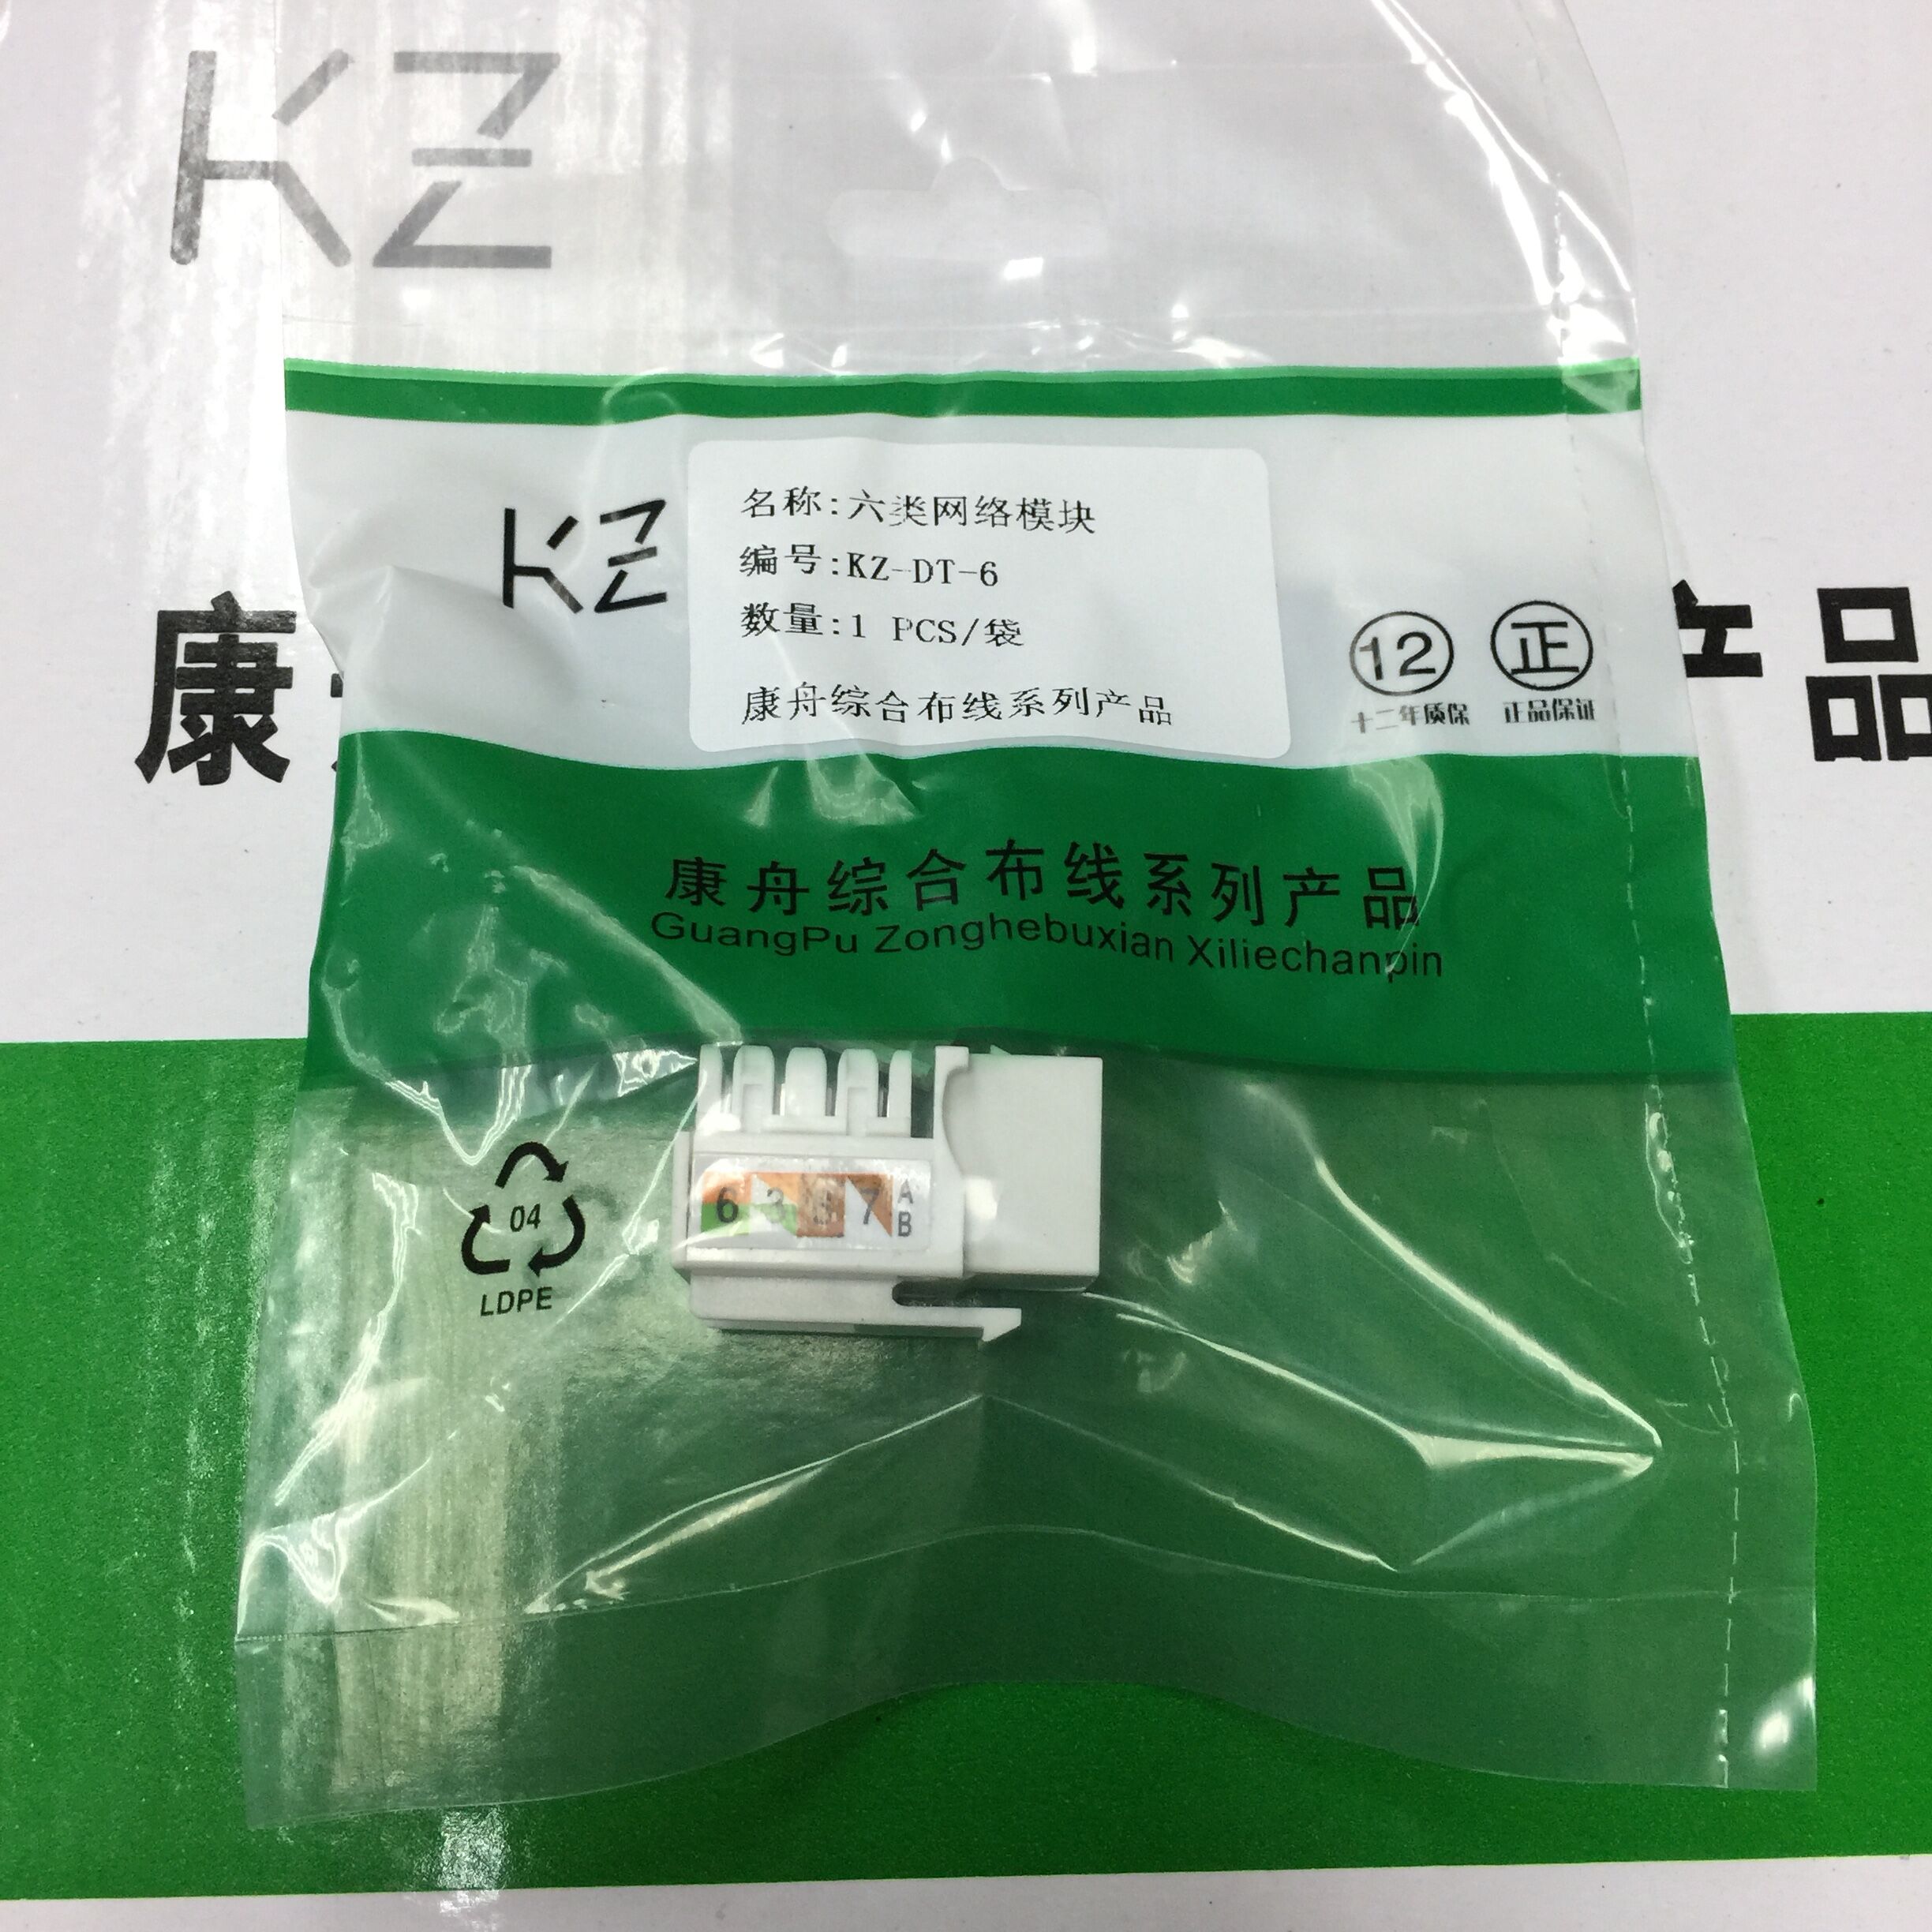 KZ
KZ
名称:六类网络模块
编号:KZ-DT-6
数量:1 PCS/袋
康舟综合布线系列产品
12
正
十二年质保
正品保证
康
产品
康舟综合布线系列产品
GuangPu Zonghebuxian Xiliechanpin
6 3
7
A
B
04
LDPE